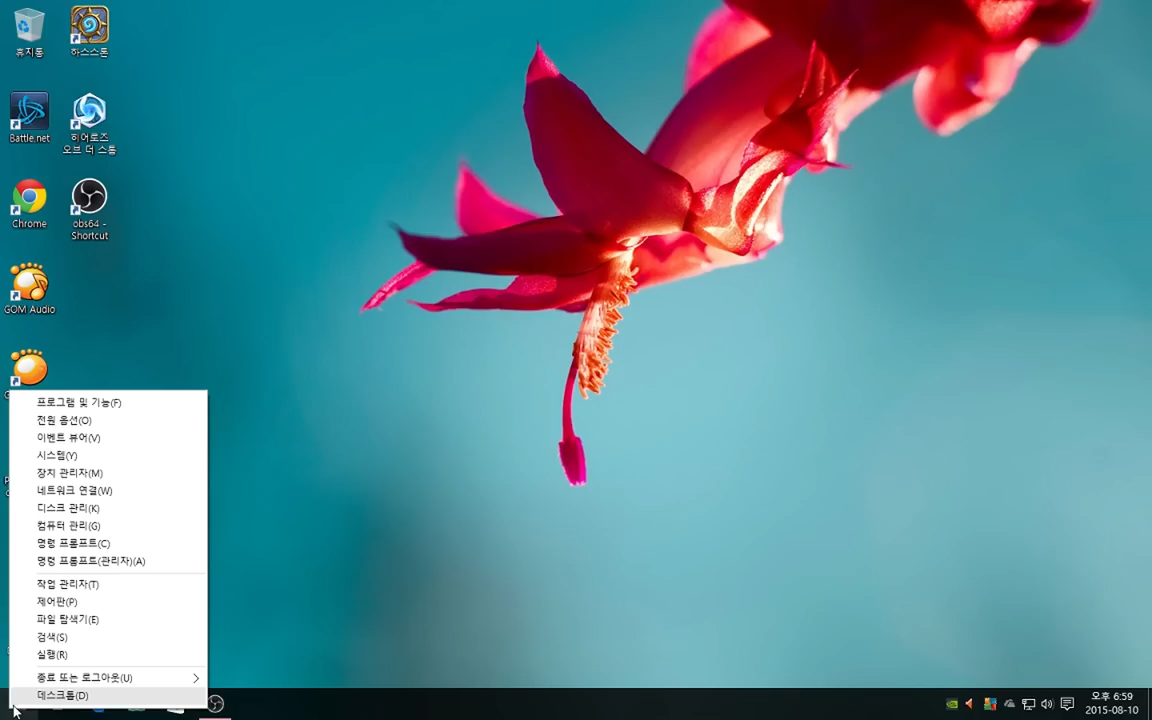 휴지통
하스스톤
Battle.net
히어로즈
오브 더 스톰
Chrome
obs64 -
Shortcut
GOM Audio
프로그램 및 기능(F)
전원 옵션(O)
이벤트 뷰어(V)
시스템(Y)
장치 관리자(M)
네트워크 연결(W)
디스크 관리(K)
컴퓨터 관리(G)
명령 프롬프트(C)
명령 프롬프트(관리자)(A)
작업 관리자(T)
제어판(P)
파일 탐색기(E)
검색(S)
실행(R)
종료 또는 로그아웃(U)
데스크톱(D)
오후 6:59
2015-08-10